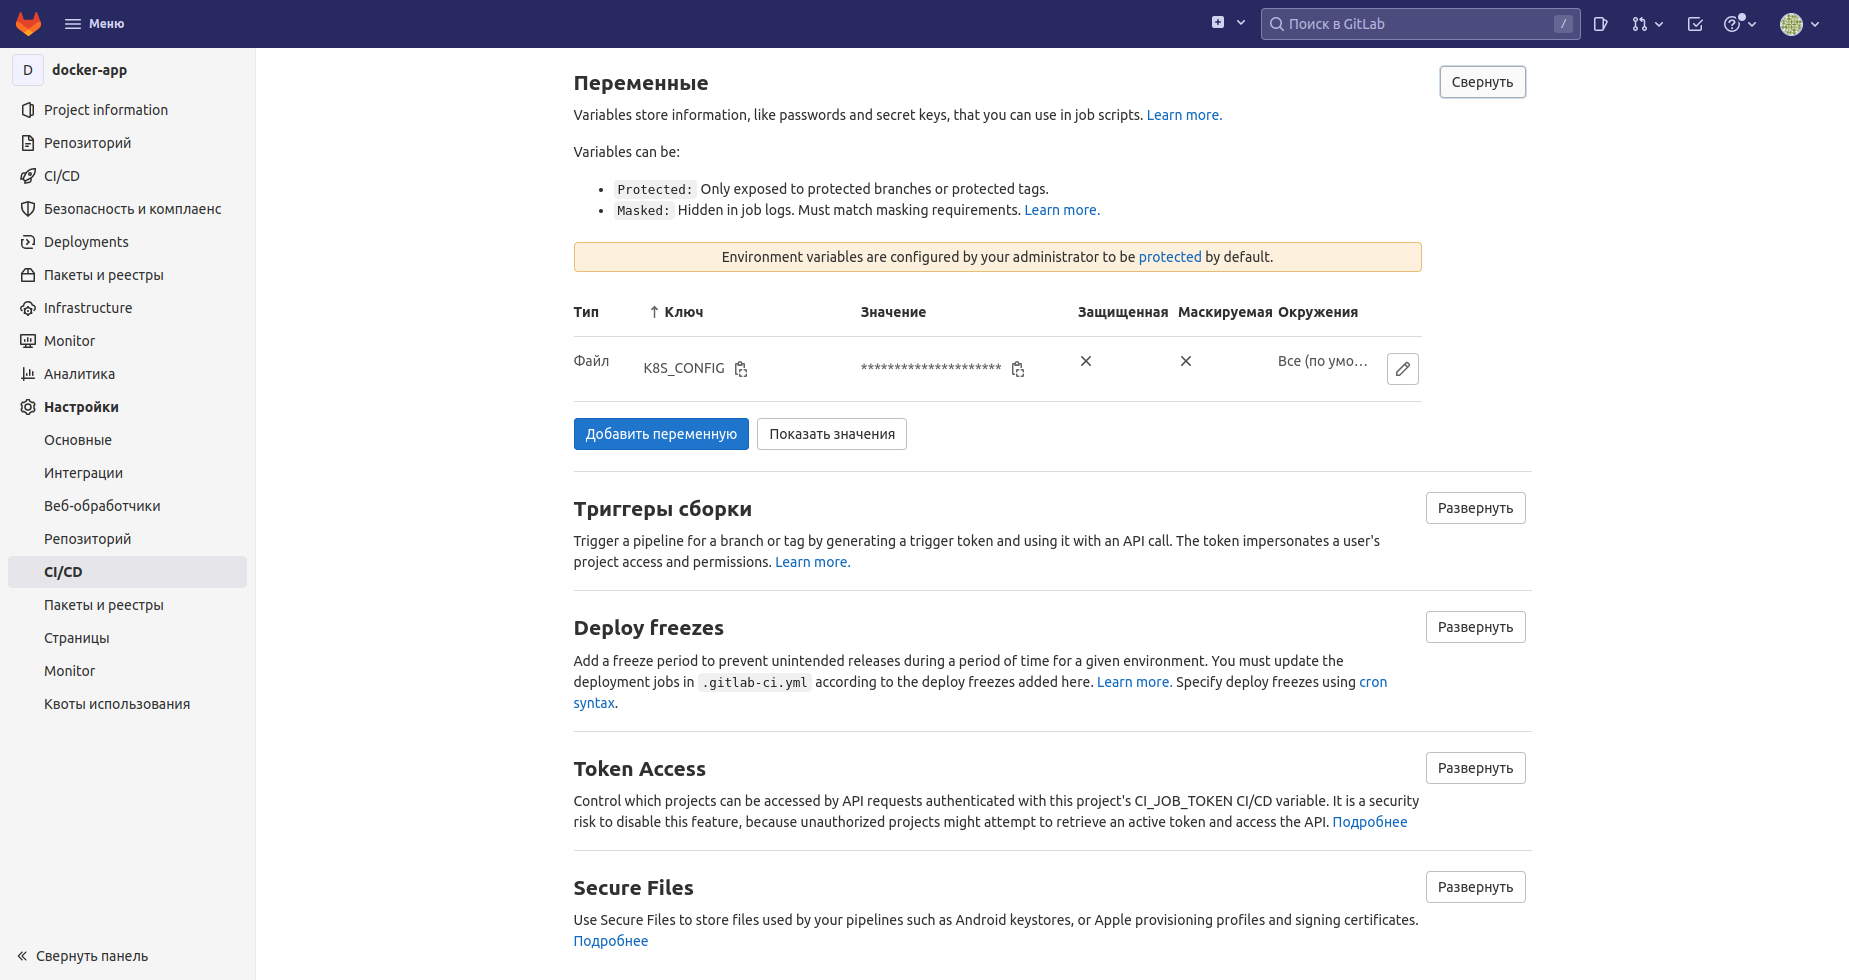 Меню
Поиск в GitLab
/
D
docker-app
Project information
Репозиторий
CI/CD
Безопасность и комплаенс
Deployments
Пакеты и реестры
Infrastructure
Monitor
Аналитика
Настройки
Основные
Интеграции
Веб-обработчики
Репозиторий
CI/CD
Пакеты и реестры
Страницы
Monitor
Квоты использования
Свернуть панель
Переменные
Свернуть
Variables store information, like passwords and secret keys, that you can use in job scripts. Learn more.
Variables can be:
• Protected: Only exposed to protected branches or protected tags.
• Masked: Hidden in job logs. Must match masking requirements. Learn more.
Environment variables are configured by your administrator to be protected by default.
Тип ↑ Ключ Значение Защищенная Маскируемая Окружения
Файл K8S_CONFIG ********************* Все (по умо…
Добавить переменную Показать значения
Триггеры сборки
Развернуть
Trigger a pipeline for a branch or tag by generating a trigger token and using it with an API call. The token impersonates a user's
project access and permissions. Learn more.
Deploy freezes
Развернуть
Add a freeze period to prevent unintended releases during a period of time for a given environment. You must update the
deployment jobs in .gitlab-ci.yml according to the deploy freezes added here. Learn more. Specify deploy freezes using cron
syntax.
Token Access
Развернуть
Control which projects can be accessed by API requests authenticated with this project's CI_JOB_TOKEN CI/CD variable. It is a security
risk to disable this feature, because unauthorized projects might attempt to retrieve an active token and access the API. Подробнее
Secure Files
Развернуть
Use Secure Files to store files used by your pipelines such as Android keystores, or Apple provisioning profiles and signing certificates.
Подробнее